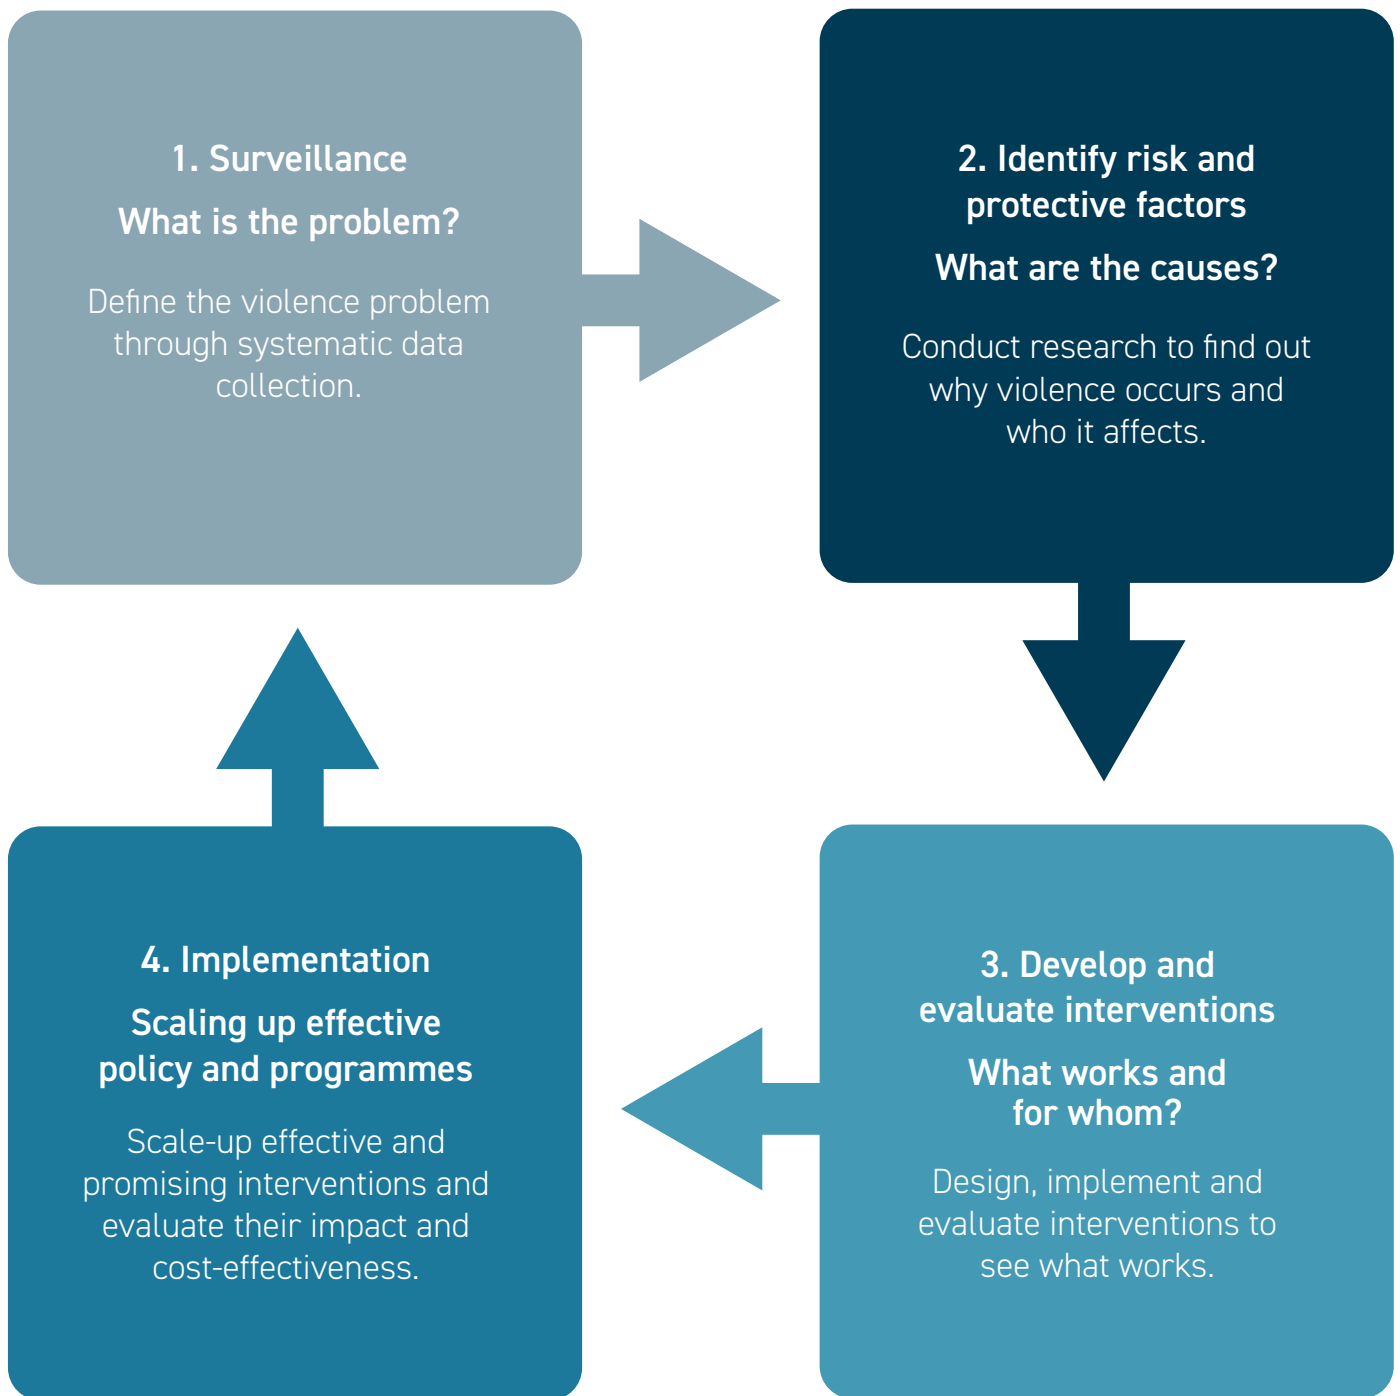 1. Surveillance
What is the problem?
Define the violence problem
through systematic data
collection.
2. Identify risk and
protective factors
What are the causes?
Conduct research to find out
why violence occurs and
who it affects.
3. Develop and
evaluate interventions
What works and
for whom?
Design, implement and
evaluate interventions to
see what works.
4. Implementation
Scaling up effective
policy and programmes
Scale-up effective and
promising interventions and
evaluate their impact and
cost-effectiveness.